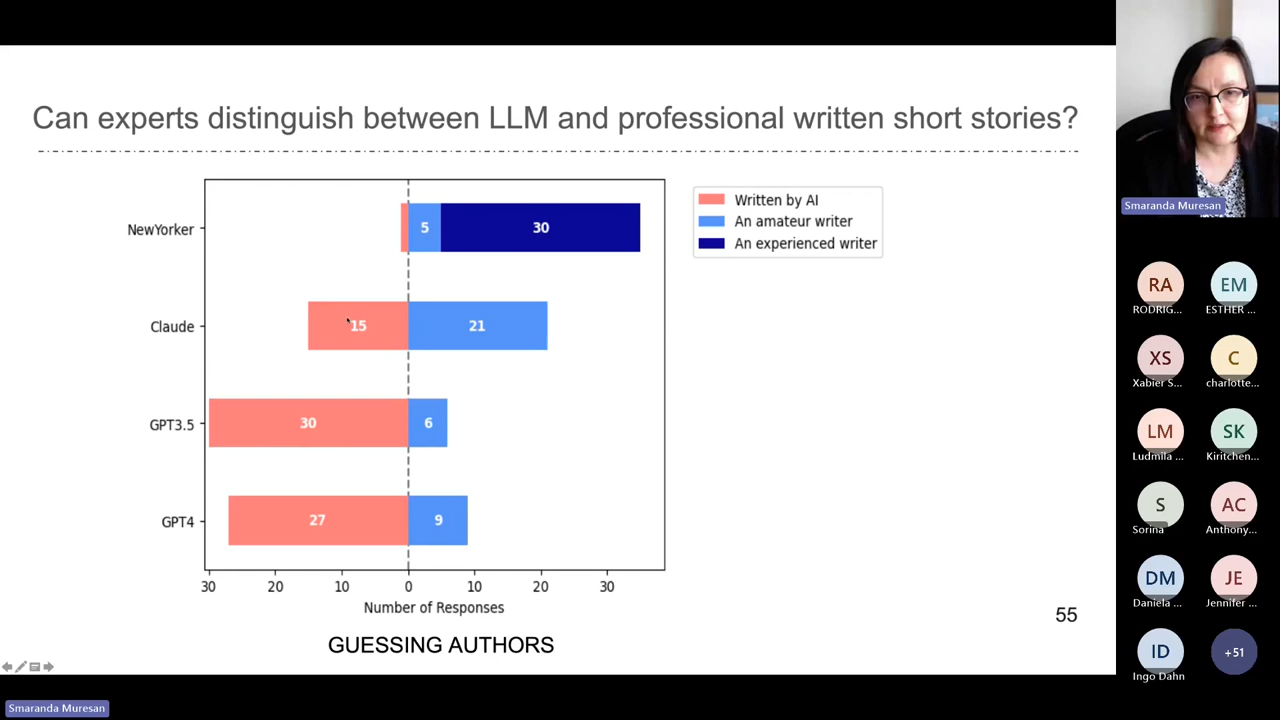 Can experts distinguish between LLM and professional written short stories?
NewYorker
5
30
Claude
15
21
GPT3.5
30
6
GPT4
27
9
30
20
10
0
10
20
30
Number of Responses
Written by AI
An amateur writer
An experienced writer
GUESSING AUTHORS
55
Smaranda Muresan
RA
RODRIG...
EM
ESTHER ...
XS
Xabier S...
C
charlotte...
LM
Ludmila ...
SK
Kiritchen...
S
Sorina
AC
Anthony...
DM
Daniela ...
JE
Jennifer ...
ID
Ingo Dahn
+51
Smaranda Muresan